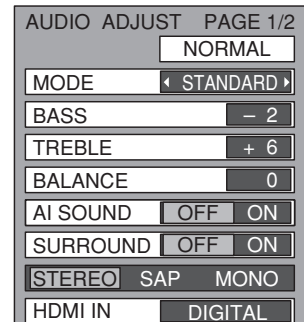 AUDIO ADJUST PAGE 1/2
NORMAL
MODE STANDARD
BASS – 2
TREBLE + 6
BALANCE 0
AI SOUND OFF ON
SURROUND OFF ON
STEREO SAP MONO
HDMI IN DIGITAL